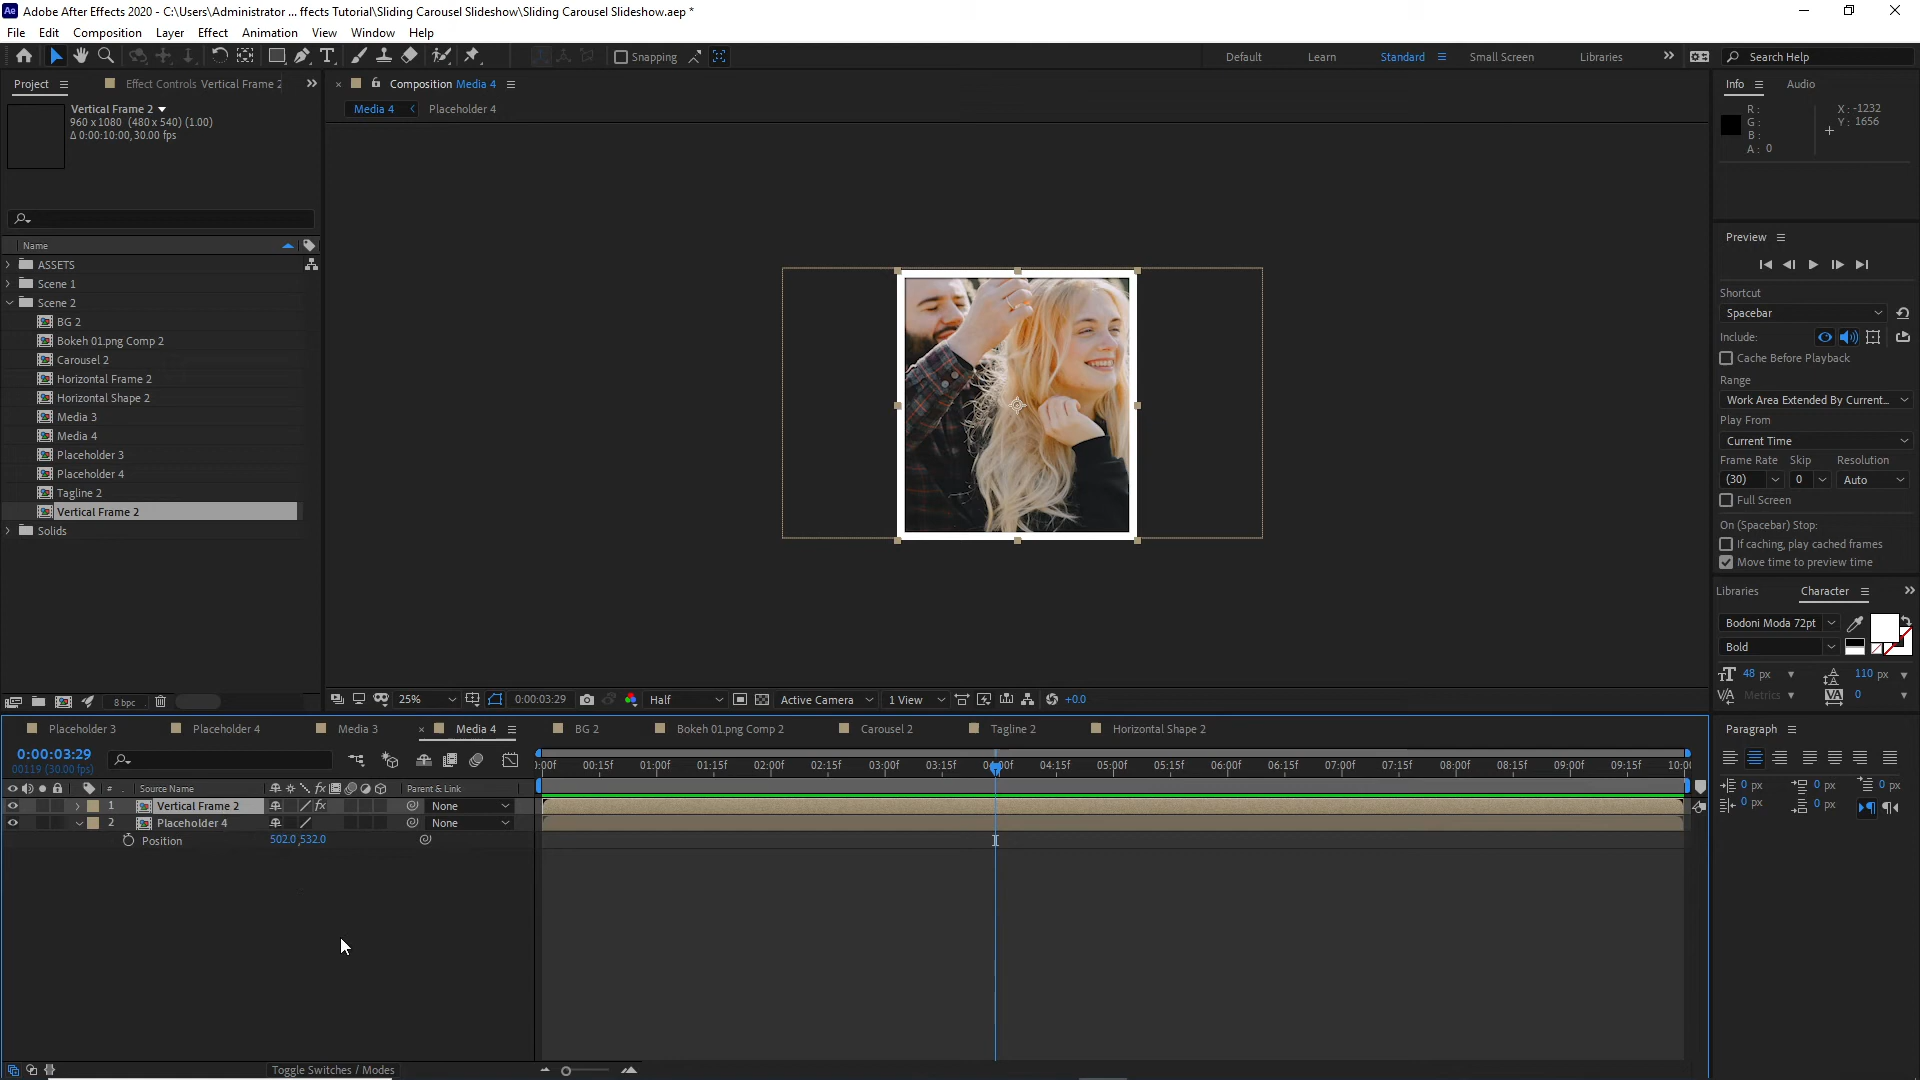 Adobe After Effects 2020 - C:\Users\Administrator ... ffects Tutorial\Sliding Carousel Slideshow\Sliding Carousel Slideshow.aep *
File Edit Composition Layer Effect Animation View Window Help
Snapping
Default Learn Standard Small Screen Libraries Search Help
Project Effect Controls Vertical Frame 2
Vertical Frame 2
960 x 1080 (480 x 540) (1.00)
Δ 0:00:10:00, 30.00 fps
Name
ASSETS
Scene 1
Scene 2
BG 2
Bokeh 01.png Comp 2
Carousel 2
Horizontal Frame 2
Horizontal Shape 2
Media 3
Media 4
Placeholder 3
Placeholder 4
Tagline 2
Vertical Frame 2
Solids
8 bpc
Composition Media 4
Media 4 Placeholder 4
25% 0:00:03:29 Half Active Camera 1 View +0.0
Info Audio
R: X: -1232
G: Y: 1656
B:
A: 0
Preview
Shortcut
Spacebar
Include:
Cache Before Playback
Range
Work Area Extended By Current...
Play From
Current Time
Frame Rate Skip Resolution
(30) 0 Auto
Full Screen
On (Spacebar) Stop:
If caching, play cached frames
Move time to preview time
Libraries Character
Bodoni Moda 72pt
Bold
48 px 110 px
Metrics 0
Paragraph
0 px 0 px 0 px
0 px 0 px
Placeholder 3 Placeholder 4 Media 3 Media 4 BG 2 Bokeh 01.png Comp 2 Carousel 2 Tagline 2 Horizontal Shape 2
0:00:03:29
00119 (30.00 fps)
:00f 00:15f 01:00f 01:15f 02:00f 02:15f 03:00f 03:15f 04:00f 04:15f 05:00f 05:15f 06:00f 06:15f 07:00f 07:15f 08:00f 08:15f 09:00f 09:15f 10:00
# Source Name Parent & Link
1 Vertical Frame 2 fx None
2 Placeholder 4 None
Position 502.0,532.0
Toggle Switches / Modes